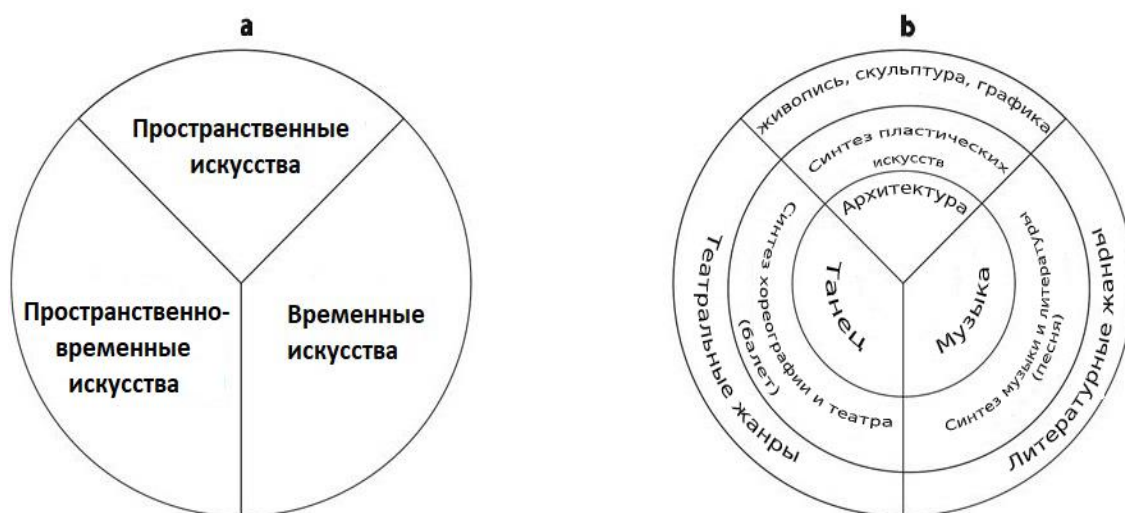 a
Пространственные
искусства
Пространственно-
временные
искусства
Временные
искусства
b
живопись, скульптура, графика
Синтез пластических
искусств
Архитектура
Театральные жанры
Синтез хореографии и театра
(балет)
Танец
Музыка
Синтез музыки и литературы
(песня)
Литературные жанры